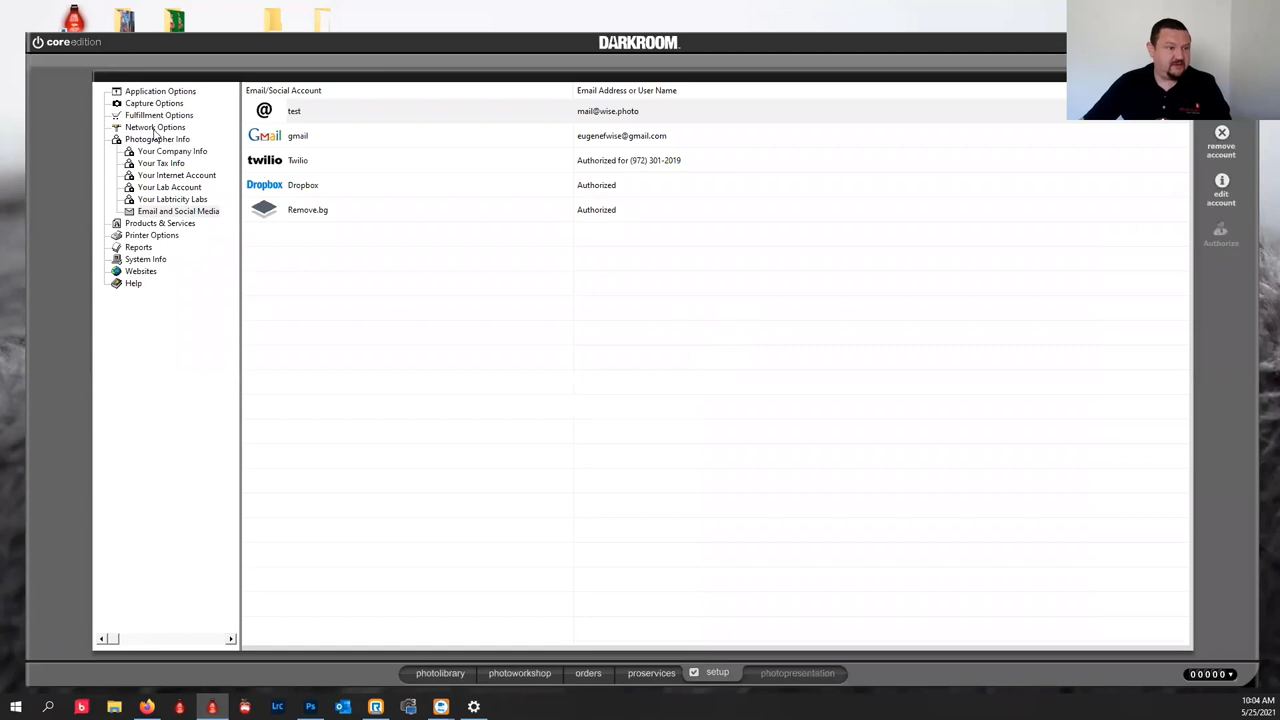 coreedition
DARKROOM
Application Options
Capture Options
Fulfillment Options
Network Options
Photographer Info
Your Company Info
Your Tax Info
Your Internet Account
Your Lab Account
Your Labtricity Labs
Email and Social Media
Products & Services
Printer Options
Reports
System Info
Websites
Help
Email/Social Account Email Address or User Name
@ test mail@wise.photo
Gmail gmail eugenefwise@gmail.com
twilio Twilio Authorized for (972) 301-2019
Dropbox Dropbox Authorized
Remove.bg Authorized
remove
account
edit
account
Authorize
photolibrary photoworkshop orders proservices setup photopresentation
00000
Lrc Ps
10:04 AM
5/25/2021